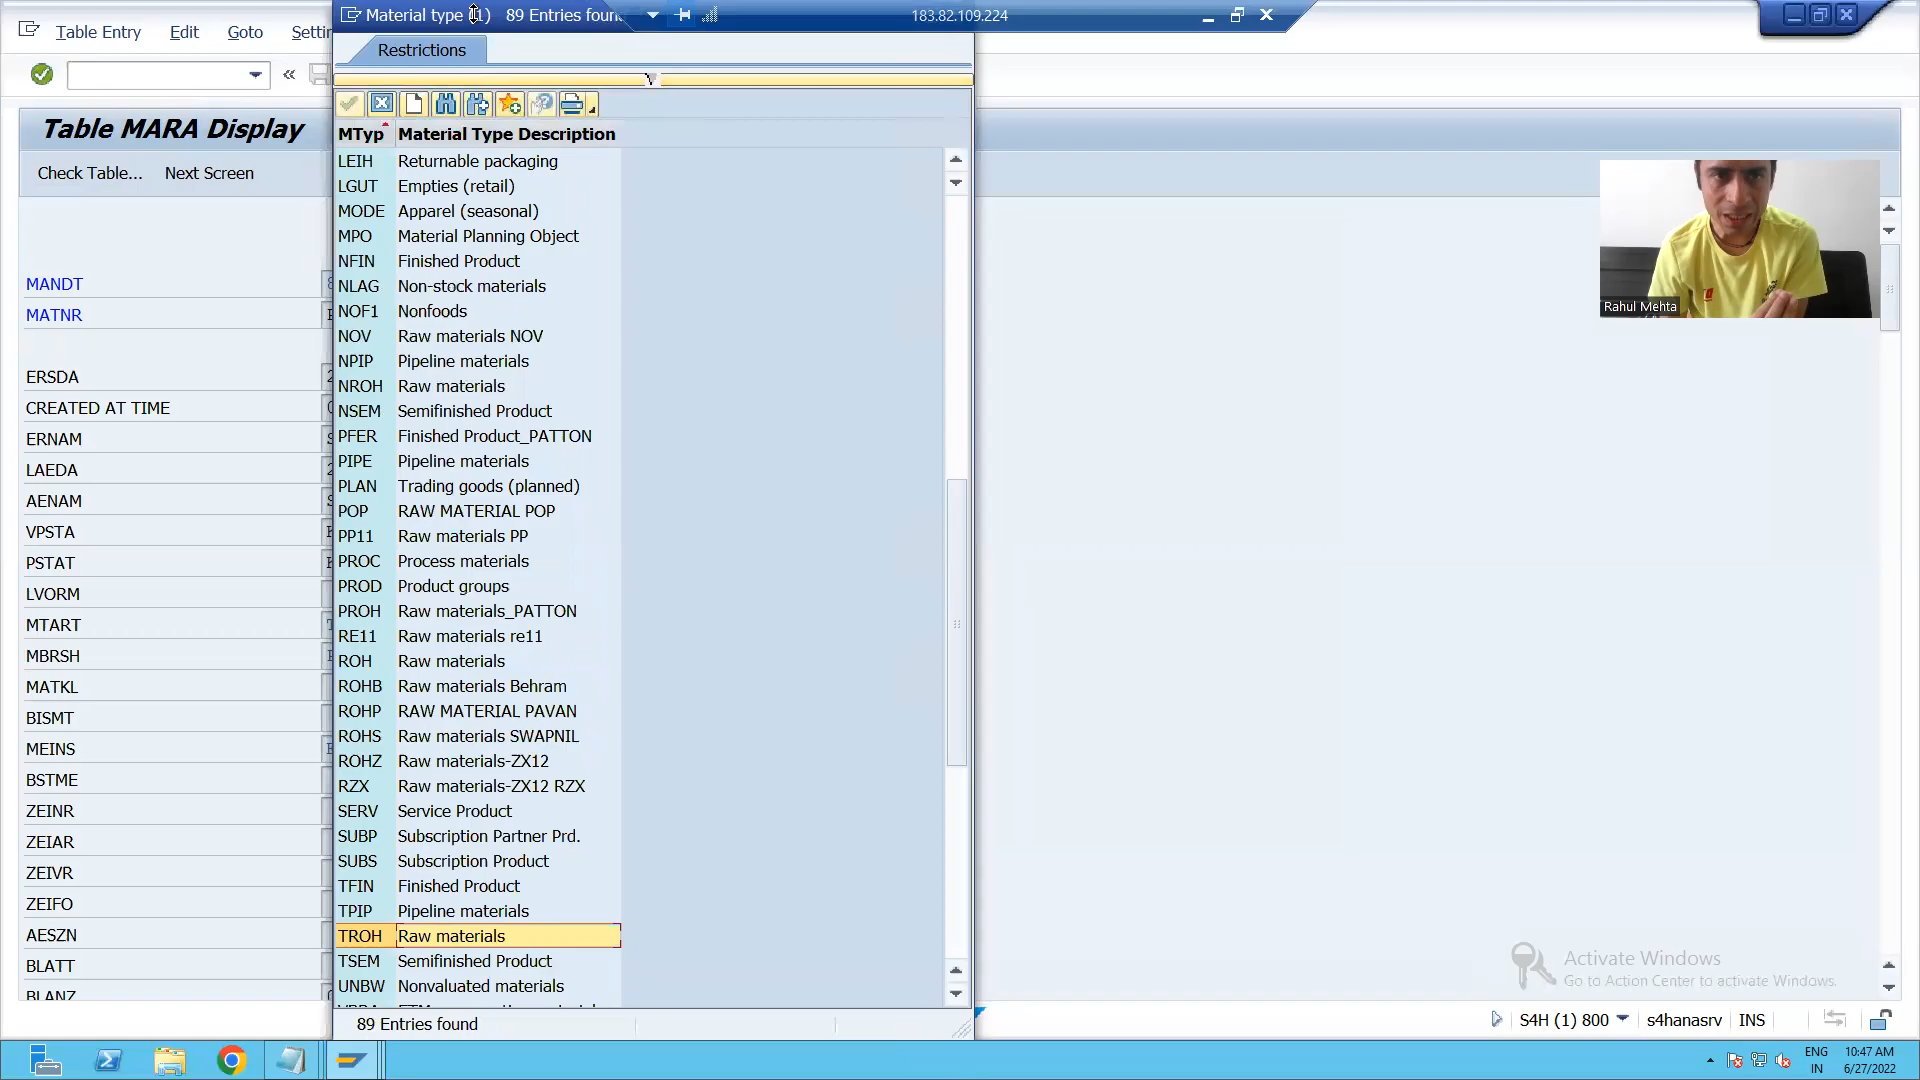 Material type (1) 89 Entries foun
183.82.109.224
Table Entry Edit Goto Settin
Restrictions
Table MARA Display
Check Table... Next Screen
MTyp Material Type Description
LEIH Returnable packaging
LGUT Empties (retail)
MODE Apparel (seasonal)
MPO Material Planning Object
NFIN Finished Product
NLAG Non-stock materials
NOF1 Nonfoods
NOV Raw materials NOV
NPIP Pipeline materials
NROH Raw materials
NSEM Semifinished Product
PFER Finished Product_PATTON
PIPE Pipeline materials
PLAN Trading goods (planned)
POP RAW MATERIAL POP
PP11 Raw materials PP
PROC Process materials
PROD Product groups
PROH Raw materials_PATTON
RE11 Raw materials re11
ROH Raw materials
ROHB Raw materials Behram
ROHP RAW MATERIAL PAVAN
ROHS Raw materials SWAPNIL
ROHZ Raw materials-ZX12
RZX Raw materials-ZX12 RZX
SERV Service Product
SUBP Subscription Partner Prd.
SUBS Subscription Product
TFIN Finished Product
TPIP Pipeline materials
TROH Raw materials
TSEM Semifinished Product
UNBW Nonvaluated materials
89 Entries found
MANDT
MATNR
ERSDA
CREATED AT TIME
ERNAM
LAEDA
AENAM
VPSTA
PSTAT
LVORM
MTART
MBRSH
MATKL
BISMT
MEINS
BSTME
ZEINR
ZEIAR
ZEIVR
ZEIFO
AESZN
BLATT
BLANZ
Rahul Mehta
Activate Windows
Go to Action Center to activate Windows.
S4H (1) 800 s4hanasrv INS
ENG
IN
10:47 AM
6/27/2022